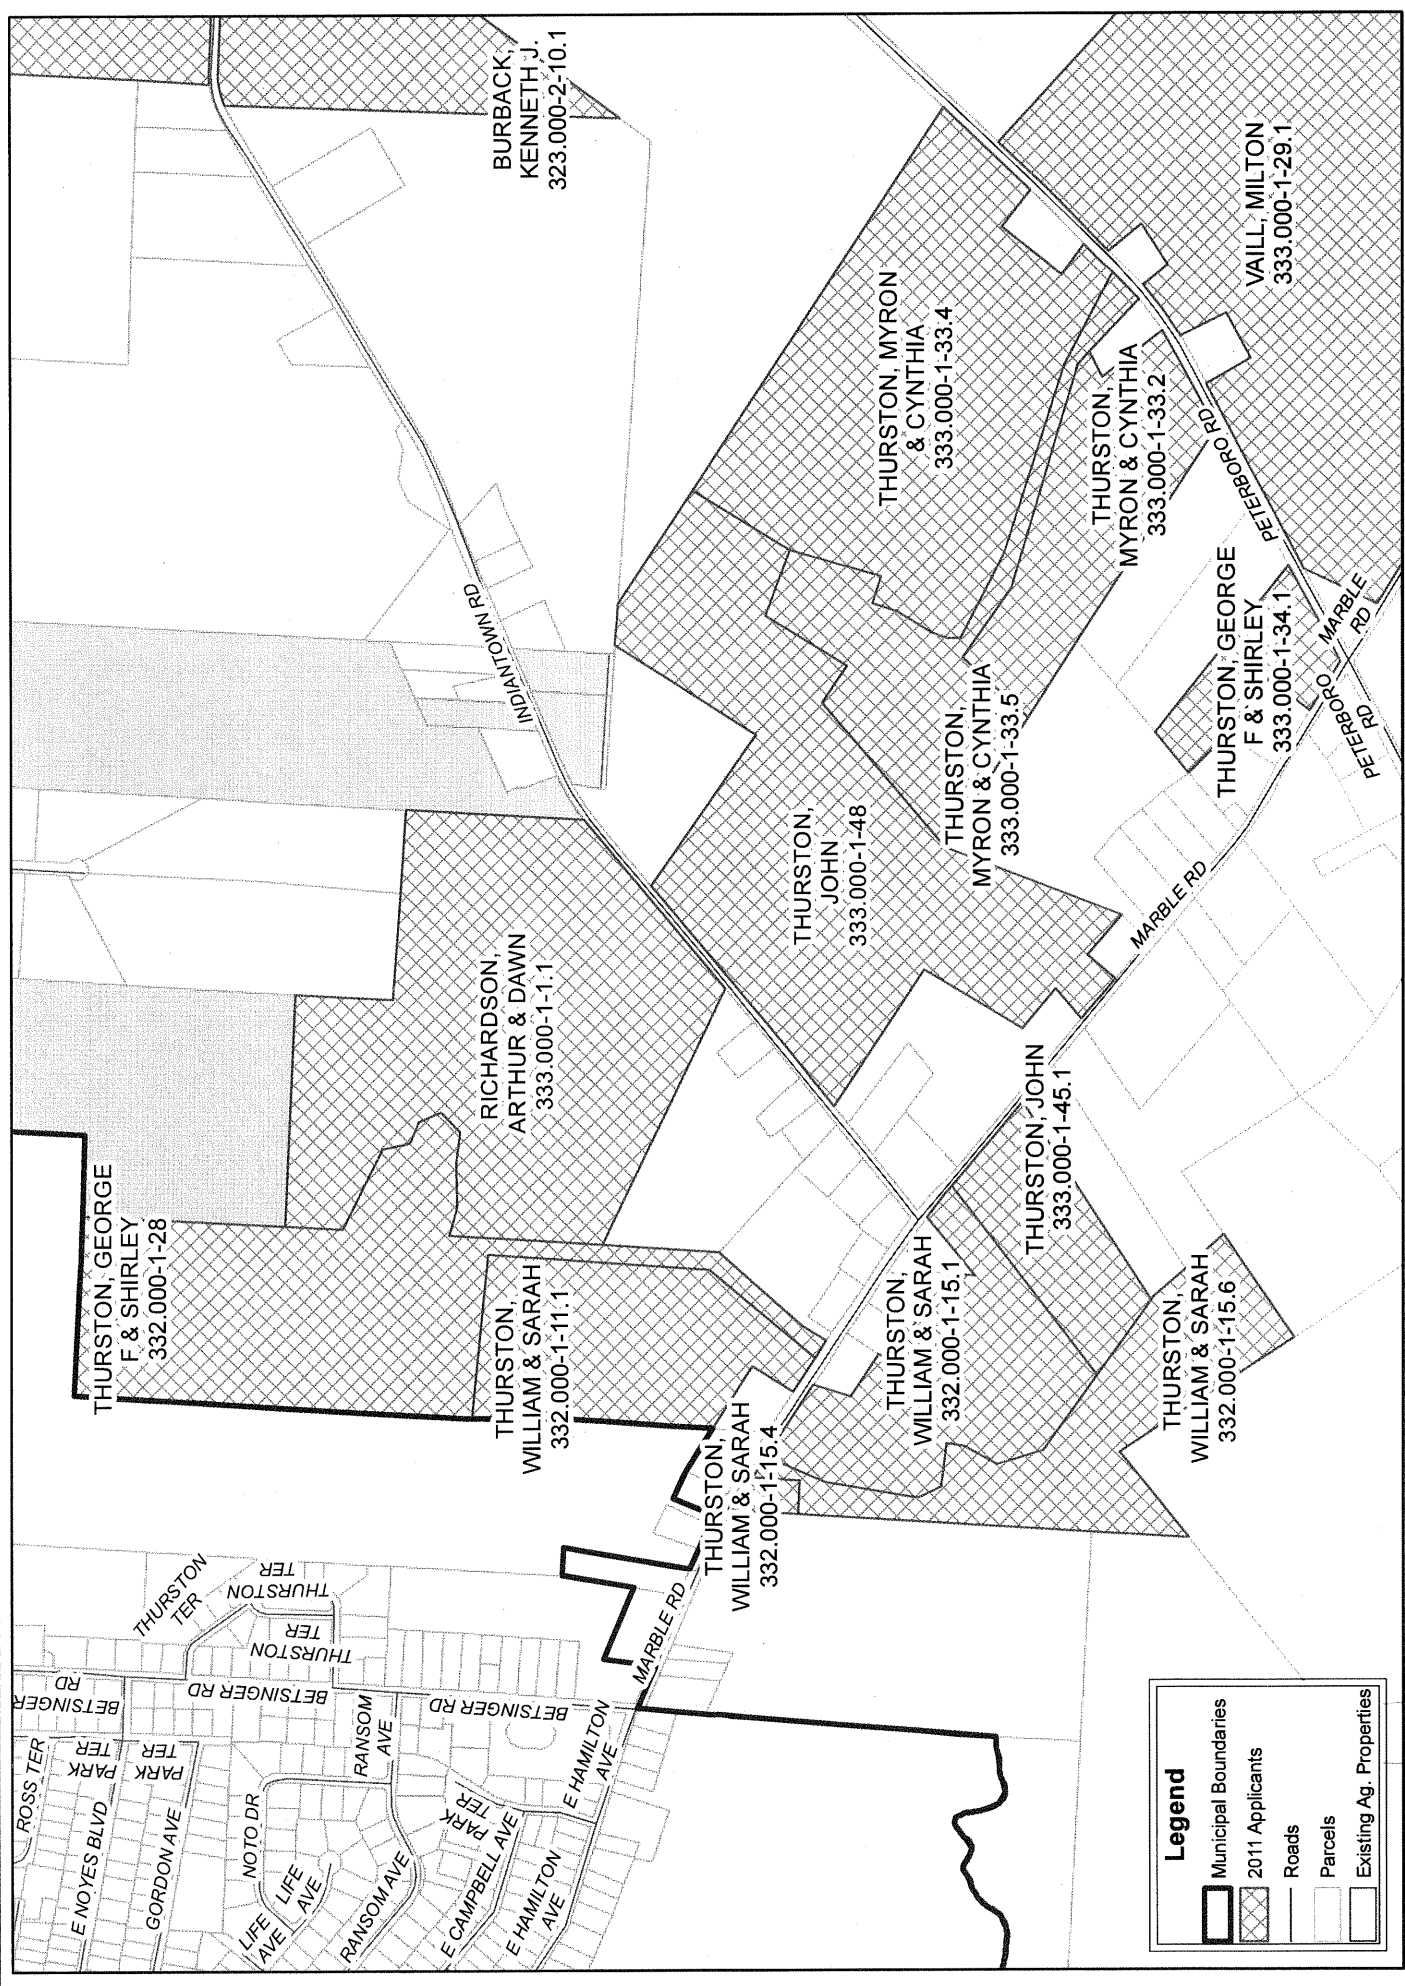 BURBACK,
KENNETH J.
323.000-2-10.1
VAILL, MILTON
333.000-1-29.1
THURSTON, MYRON
& CYNTHIA
333.000-1-33.4
THURSTON,
MYRON & CYNTHIA
333.000-1-33.2
PETERBORO RD
INDIANTOWN RD
THURSTON, GEORGE
F & SHIRLEY
333.000-1-34.1
MARBLE
RD
PETERBORO
RD
PETERBORO
THURSTON,
MYRON & CYNTHIA
333.000-1-33.5
THURSTON,
JOHN
333.000-1-48
MARBLE RD
RICHARDSON,
ARTHUR & DAWN
333.000-1-1.1
THURSTON, JOHN
333.000-1-45.1
THURSTON, GEORGE
F & SHIRLEY
332.000-1-28
THURSTON,
WILLIAM & SARAH
332.000-1-11.1
THURSTON,
WILLIAM & SARAH
332.000-1-15.1
THURSTON,
WILLIAM & SARAH
332.000-1-15.6
THURSTON,
WILLIAM & SARAH
332.000-1-15.4
MARBLE RD
THURSTON
TER
THURSTON
TER
THURSTON
TER
BETSINGER
RD
BETSINGER RD
BETSINGER RD
RANSOM
AVE
E HAMILTON
AVE
ROSS TER
PARK
TER
PARK
TER
E NOYES BLVD
GORDON AVE
NOTO DR
LIFE
AVE
LIFE
AVE
RANSOM AVE
PARK
TER
E CAMPBELL AVE
E HAMILTON
AVE
Legend
Municipal Boundaries
2011 Applicants
Roads
Parcels
Existing Ag. Properties